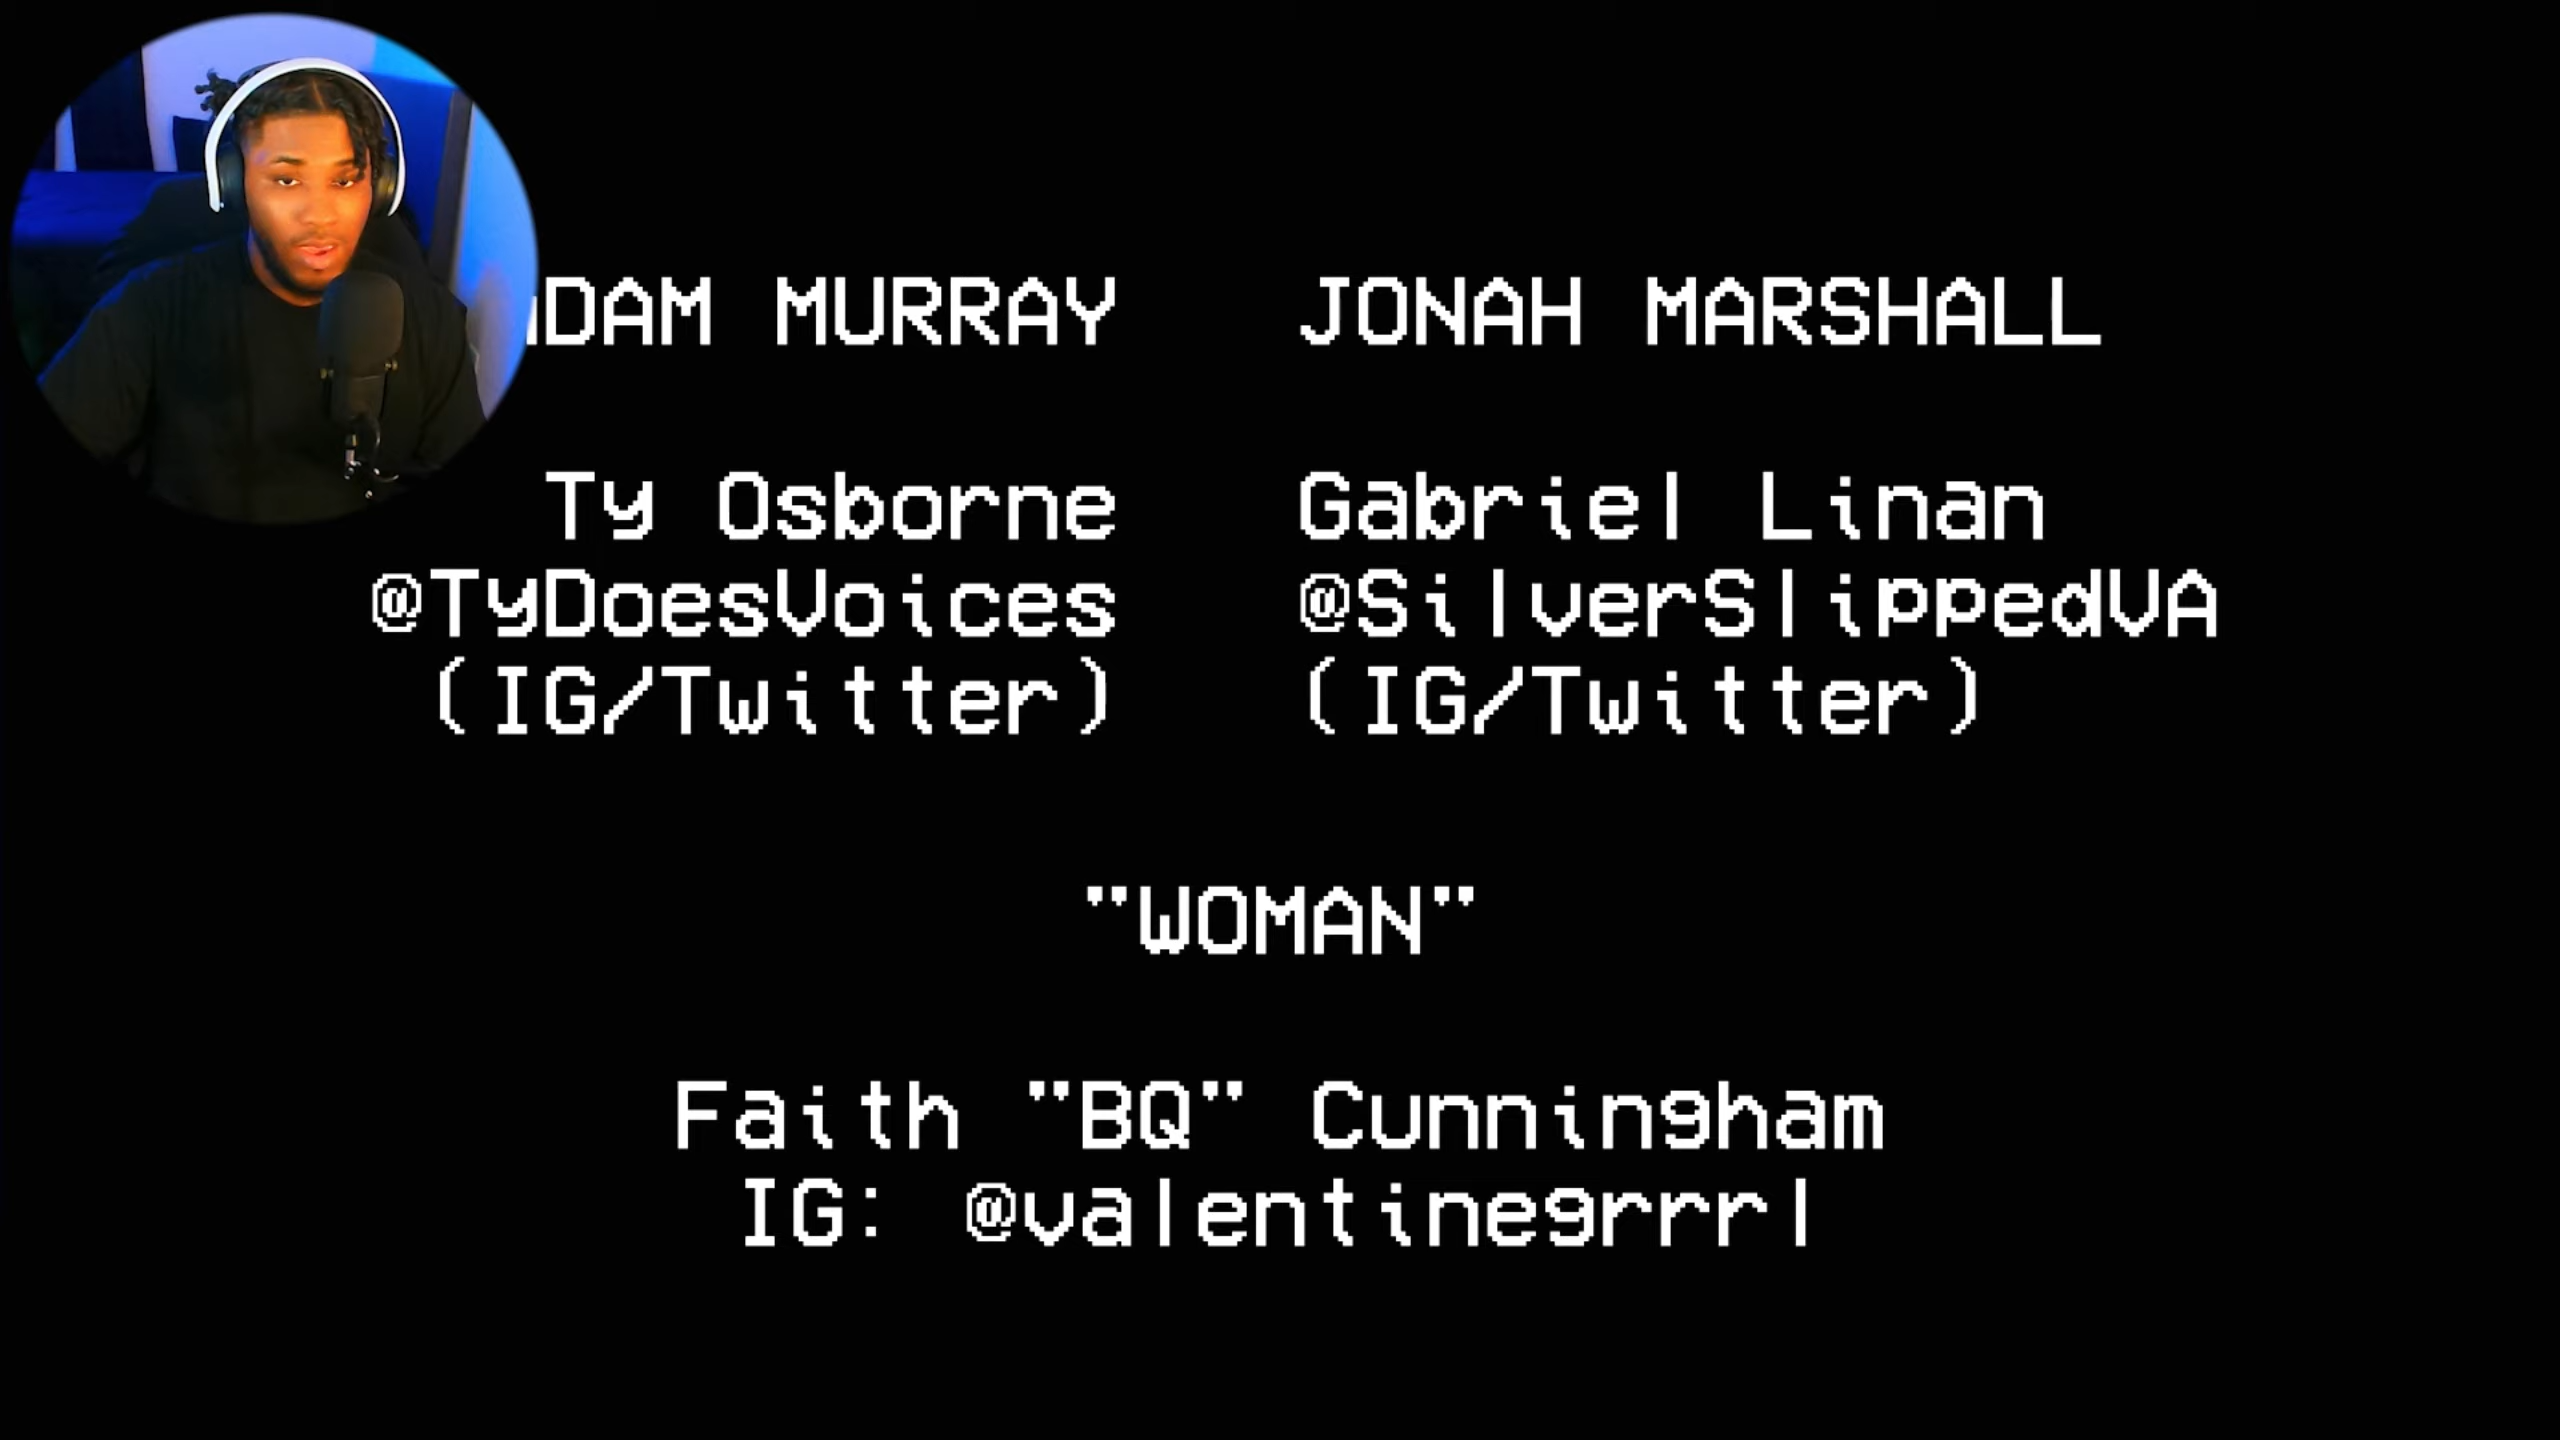 ADAM MURRAY JONAH MARSHALL
Ty Osborne Gabriel Linan
@TyDoesVoices @SilverSlippedVA
(IG/Twitter) (IG/Twitter)
"WOMAN"
Faith "BQ" Cunningham
IG: @valentinegrrrl